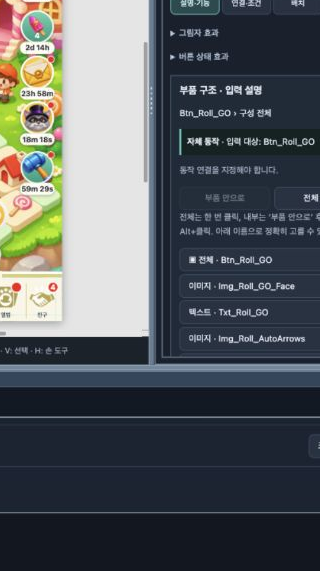 설명·기능
연결·조건
배치
▶ 그림자 효과
▶ 버튼 상태 효과
부품 구조 · 입력 설명
Btn_Roll_GO › 구성 전체
자체 동작 · 입력 대상: Btn_Roll_GO
동작 연결을 지정해야 합니다.
부품 만으로
전체
전체는 한 번 클릭, 내부는 '부품 만으로'
Alt+클릭. 아래 이름으로 정확히 고를 수
▣ 전체 · Btn_Roll_GO
이미지 · Img_Roll_GO_Face
텍스트 · Txt_Roll_GO
이미지 · Img_Roll_AutoArrows
2d 14h
23h 58m
18m 18s
59m 29s
4
앨범
친구
· V: 선택 · H: 손 도구